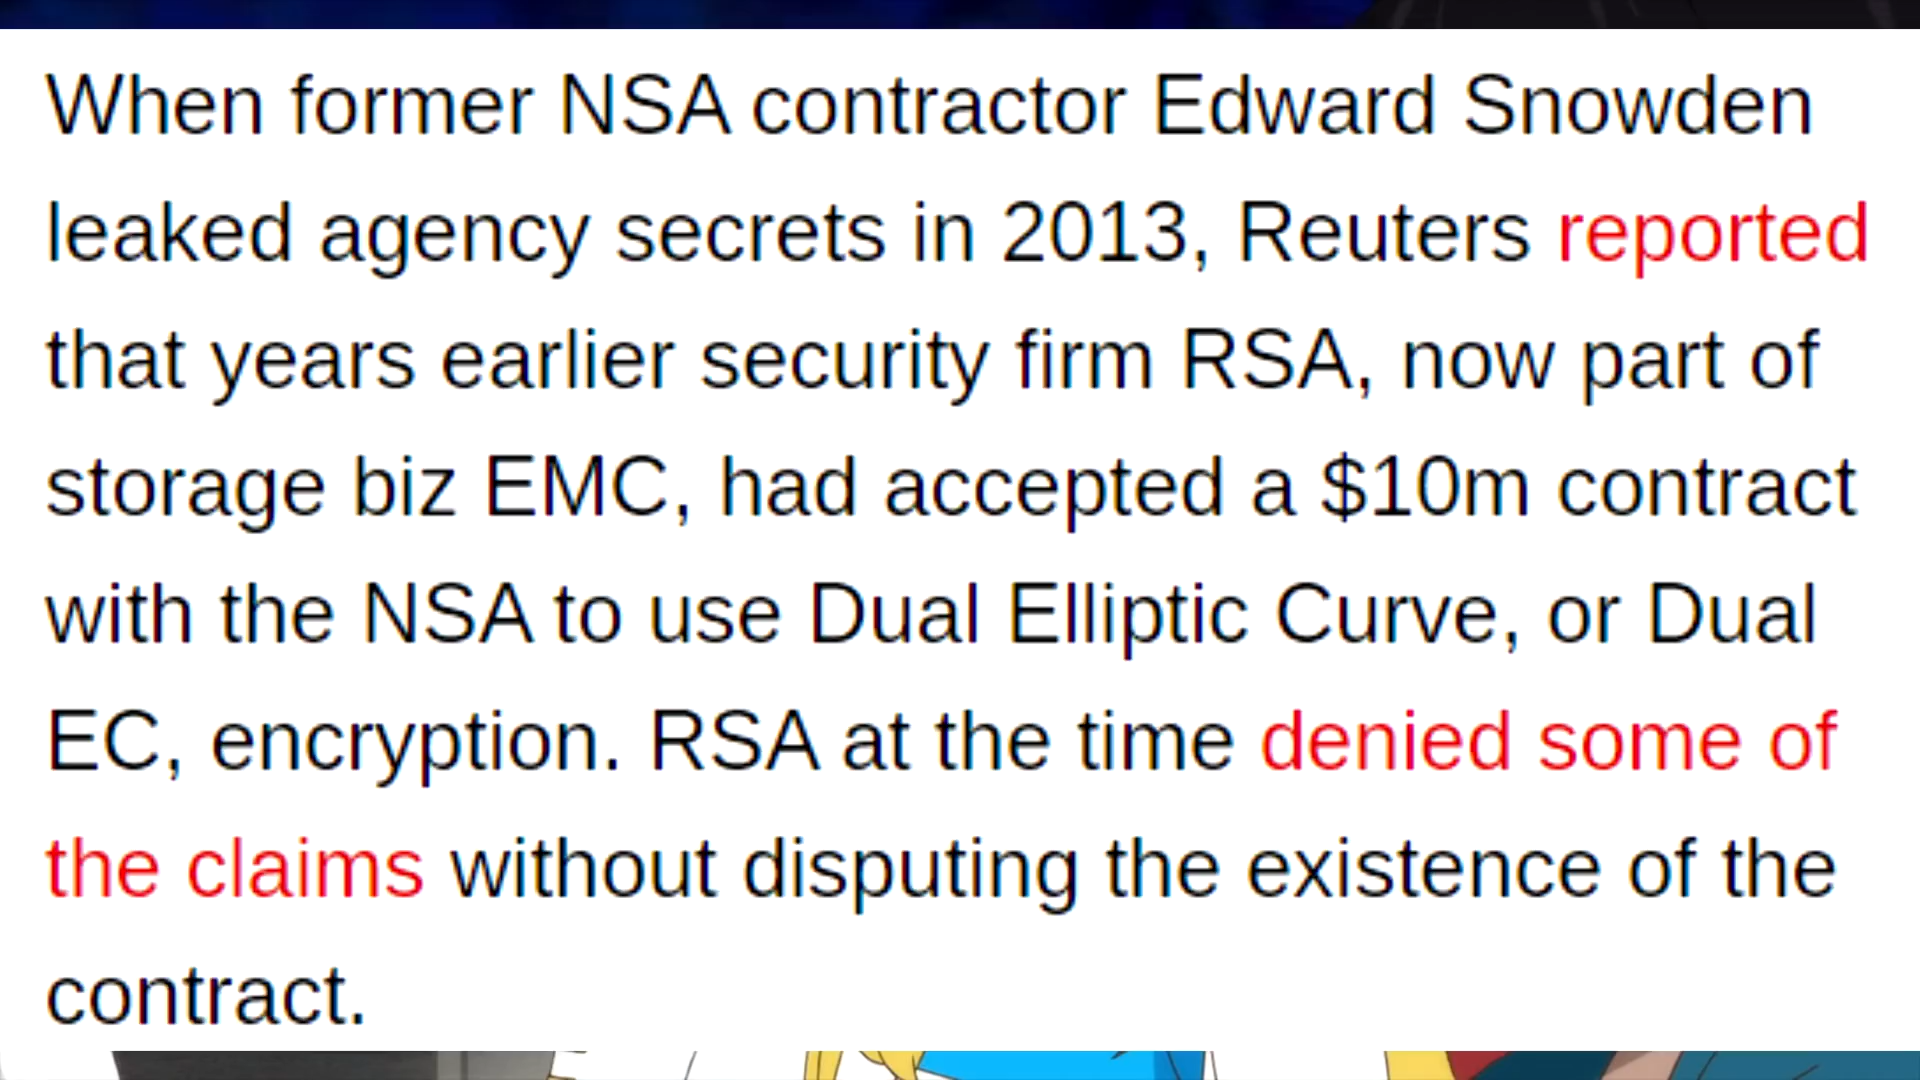 When former NSA contractor Edward Snowden
leaked agency secrets in 2013, Reuters reported
that years earlier security firm RSA, now part of
storage biz EMC, had accepted a $10m contract
with the NSA to use Dual Elliptic Curve, or Dual
EC, encryption. RSA at the time denied some of
the claims without disputing the existence of the
contract.